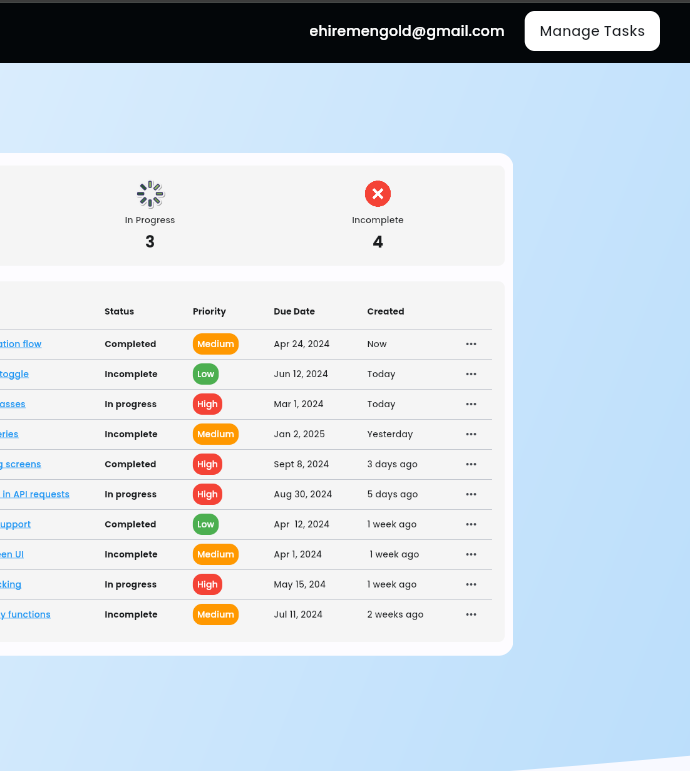 ehiremengold@gmail.com Manage Tasks
In Progress Incomplete
3 4
Status Priority Due Date Created
ation flow Completed Medium Apr 24, 2024 Now ...
toggle Incomplete Low Jun 12, 2024 Today ...
asses In progress High Mar 1, 2024 Today ...
ries Incomplete Medium Jan 2, 2025 Yesterday ...
g screens Completed High Sept 8, 2024 3 days ago ...
in API requests In progress High Aug 30, 2024 5 days ago ...
upport Completed Low Apr 12, 2024 1 week ago ...
en UI Incomplete Medium Apr 1, 2024 1 week ago ...
king In progress High May 15, 204 1 week ago ...
y functions Incomplete Medium Jul 11, 2024 2 weeks ago ...